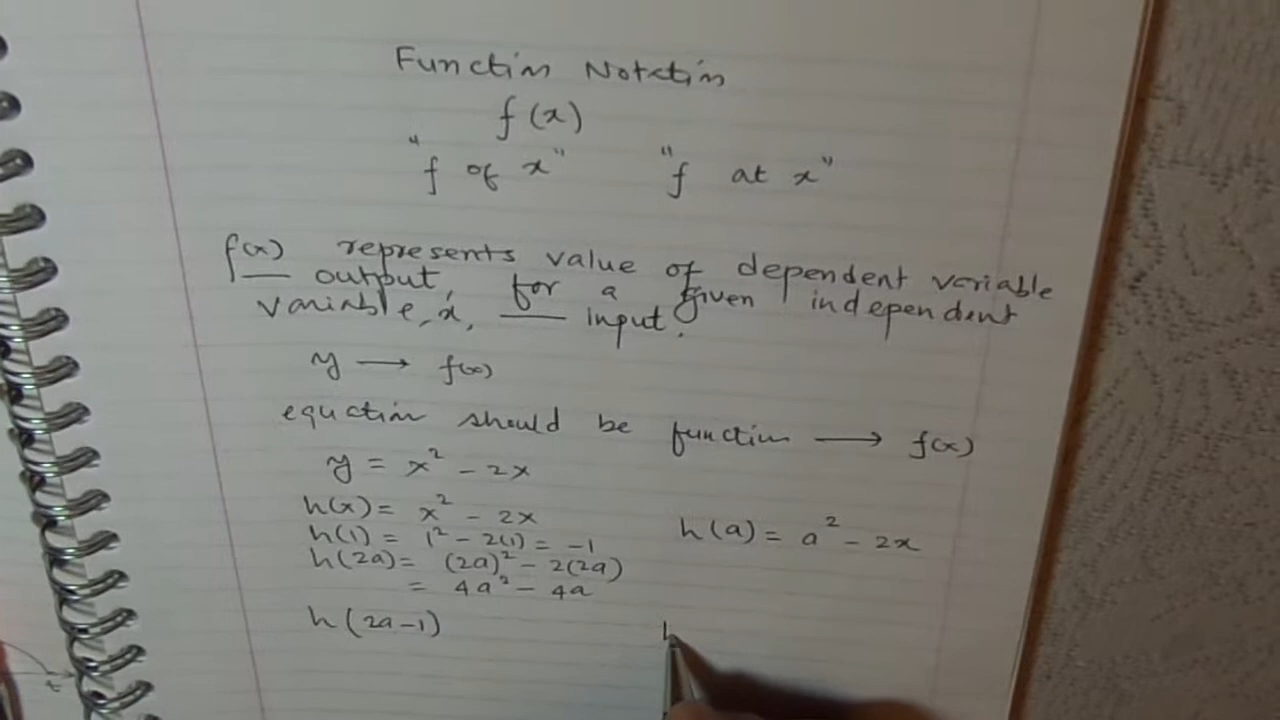 Function Notation
f(x)
"f of x" "f at x"
f(x) represents value of dependent variable
— output, for a given independent
variable, x, — input.
y → f(x)
equation should be function → f(x)
y = x² - 2x
h(x) = x² - 2x
h(1) = 1² - 2(1) = -1
h(2a) = (2a)² - 2(2a)
= 4a² - 4a
h(a) = a² - 2x
h(2a-1)